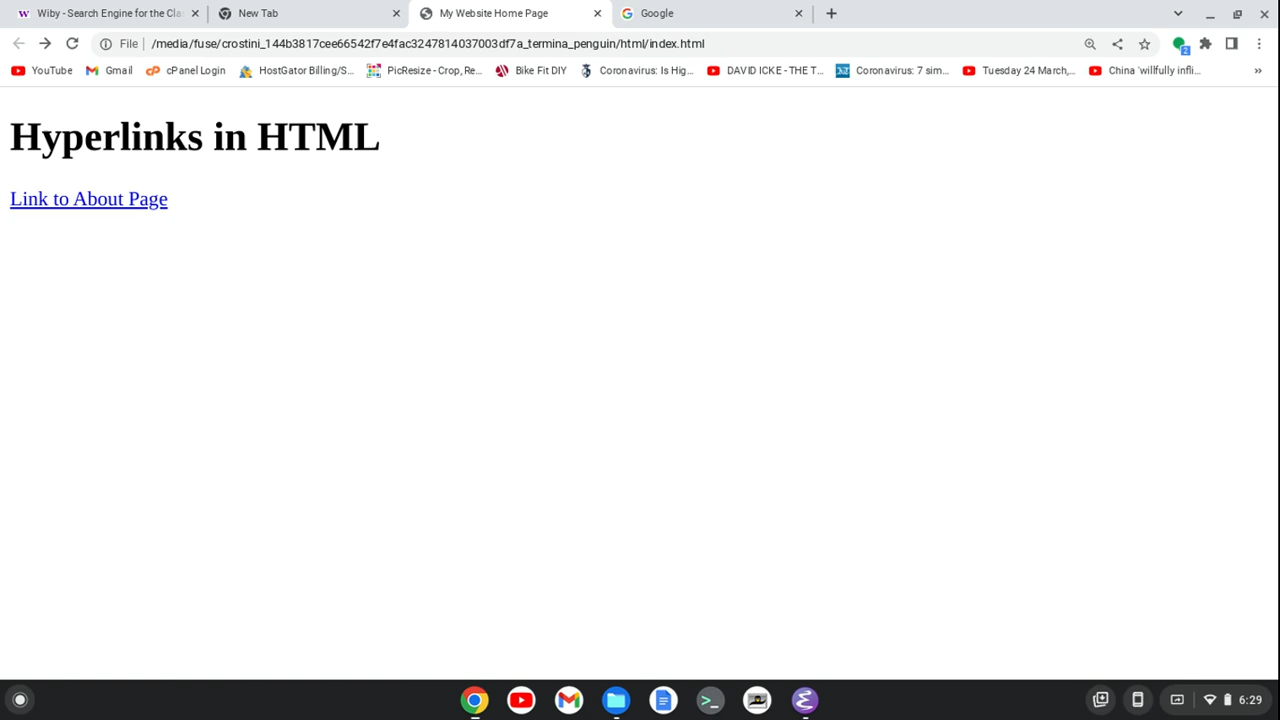 Wiby - Search Engine for the Cla
New Tab
My Website Home Page
Google
File
/media/fuse/crostini_144b3817cee66542f7e4fac3247814037003df7a_termina_penguin/html/index.html
2
YouTube
Gmail
cPanel Login
HostGator Billing/S...
PicResize - Crop, Re...
Bike Fit DIY
Coronavirus: Is Hig...
DAVID ICKE - THE T...
Coronavirus: 7 sim...
Tuesday 24 March,...
China 'willfully infli...
Hyperlinks in HTML
Link to About Page
6:29